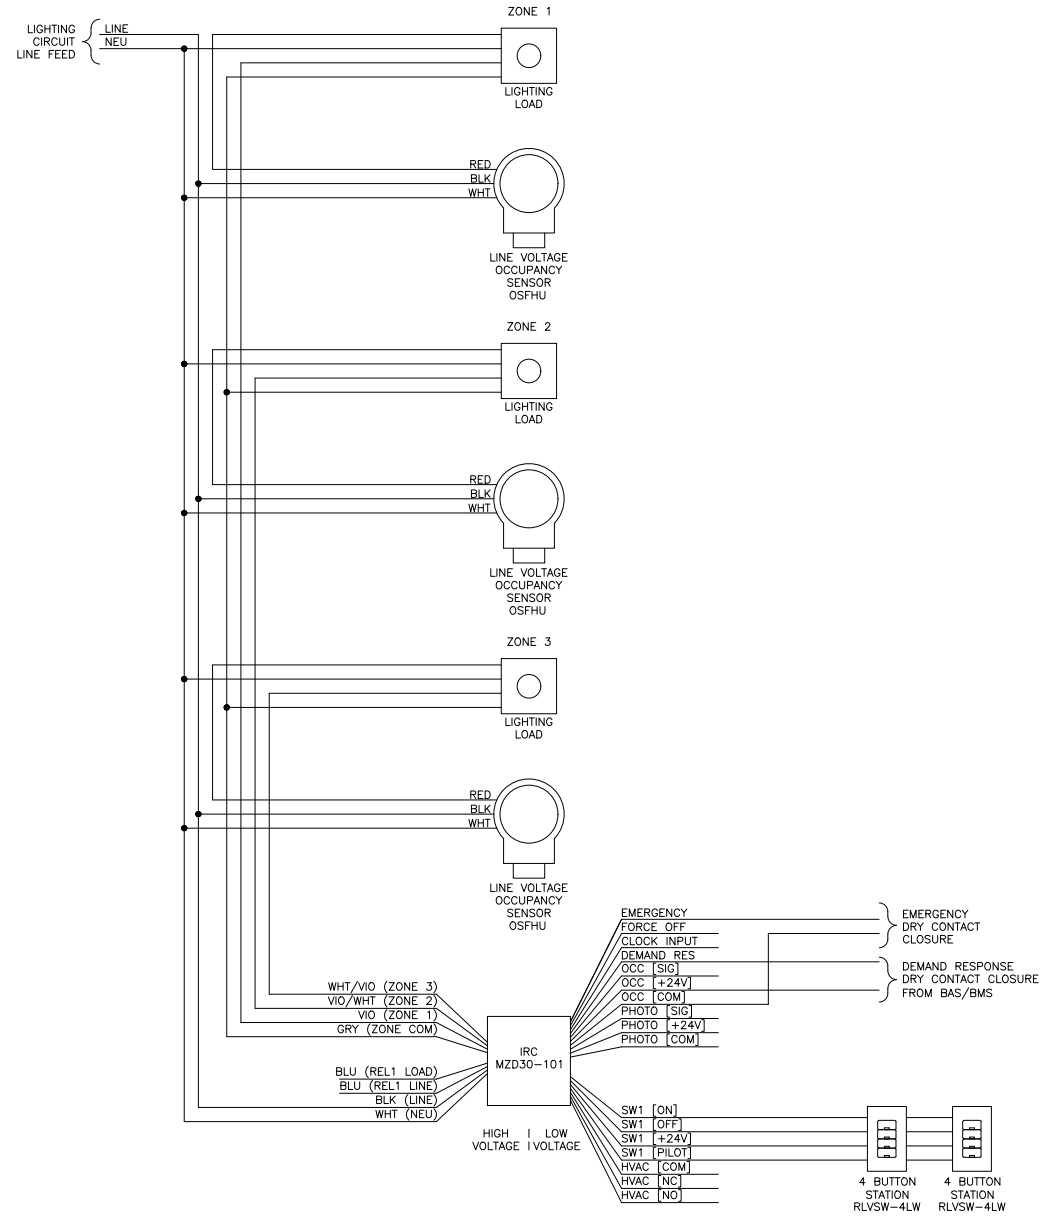 ZONE 1
LIGHTING
CIRCUIT
LINE FEED
LINE
NEU
LIGHTING
LOAD
RED
BLK
WHT
LINE VOLTAGE
OCCUPANCY
SENSOR
OSFHU
ZONE 2
LIGHTING
LOAD
RED
BLK
WHT
LINE VOLTAGE
OCCUPANCY
SENSOR
OSFHU
ZONE 3
LIGHTING
LOAD
RED
BLK
WHT
LINE VOLTAGE
OCCUPANCY
SENSOR
OSFHU
WHT/VIO (ZONE 3)
VIO/WHT (ZONE 2)
VIO (ZONE 1)
GRY (ZONE COM)
BLU (REL1 LOAD)
BLU (REL1 LINE)
BLK (LINE)
WHT (NEU)
IRC
MZD30-101
HIGH | LOW
VOLTAGE | VOLTAGE
EMERGENCY
FORCE OFF
CLOCK INPUT
DEMAND RES
OCC [SIG]
OCC [+24V]
OCC [COM]
PHOTO [SIG]
PHOTO [+24V]
PHOTO [COM]
EMERGENCY
DRY CONTACT
CLOSURE
DEMAND RESPONSE
DRY CONTACT CLOSURE
FROM BAS/BMS
SW1 [ON]
SW1 [OFF]
SW1 [+24V]
SW1 [PILOT]
HVAC [COM]
HVAC [NC]
HVAC [NO]
4 BUTTON
STATION
RLVSW-4LW
4 BUTTON
STATION
RLVSW-4LW